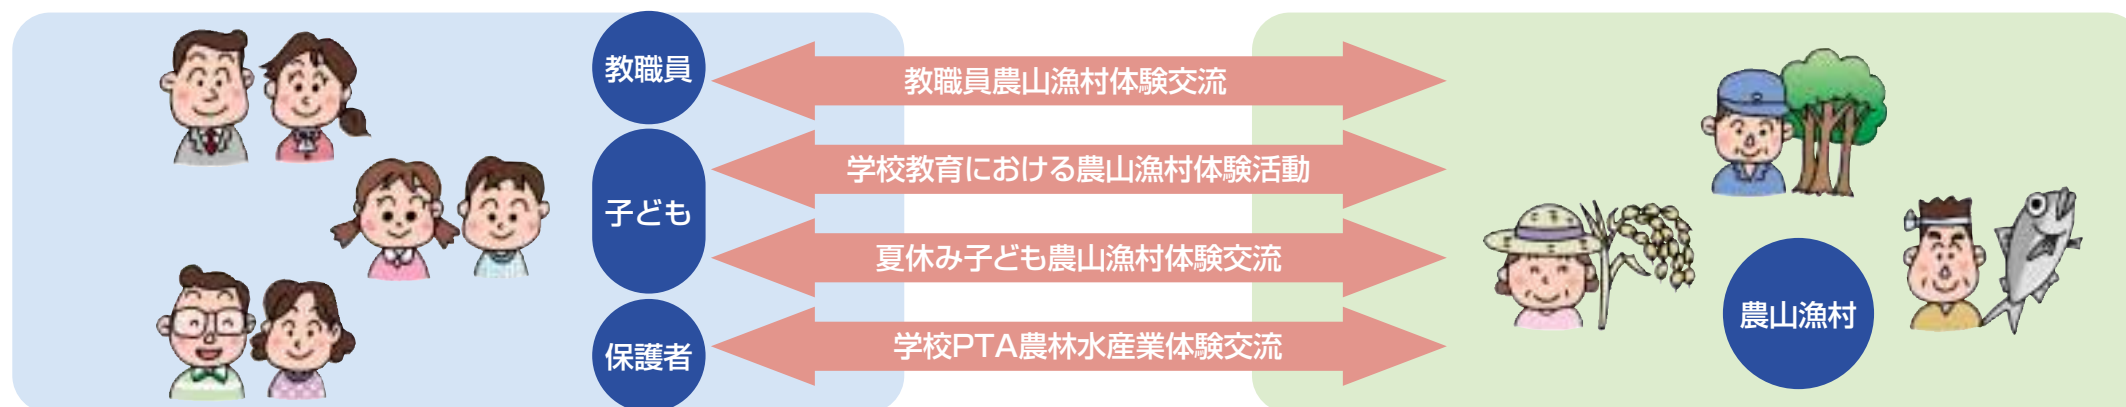 教職員
教職員農山漁村体験交流
学校教育における農山漁村体験活動
子ども
夏休み子ども農山漁村体験交流
農山漁村
学校PTA農林水産業体験交流
保護者